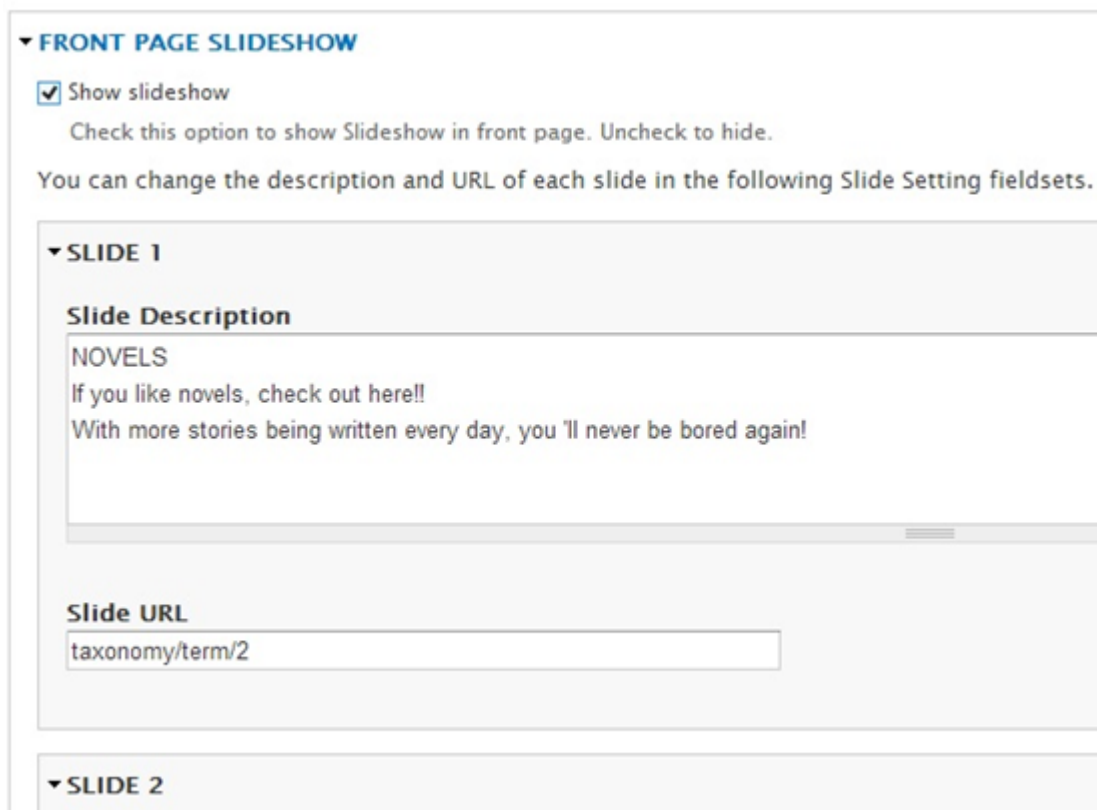 FRONT PAGE SLIDESHOW
Show slideshow
Check this option to show Slideshow in front page. Uncheck to hide.
You can change the description and URL of each slide in the following Slide Setting fieldsets.
SLIDE 1
Slide Description
NOVELS
If you like novels, check out here!!
With more stories being written every day, you 'll never be bored again!
Slide URL
taxonomy/term/2
SLIDE 2